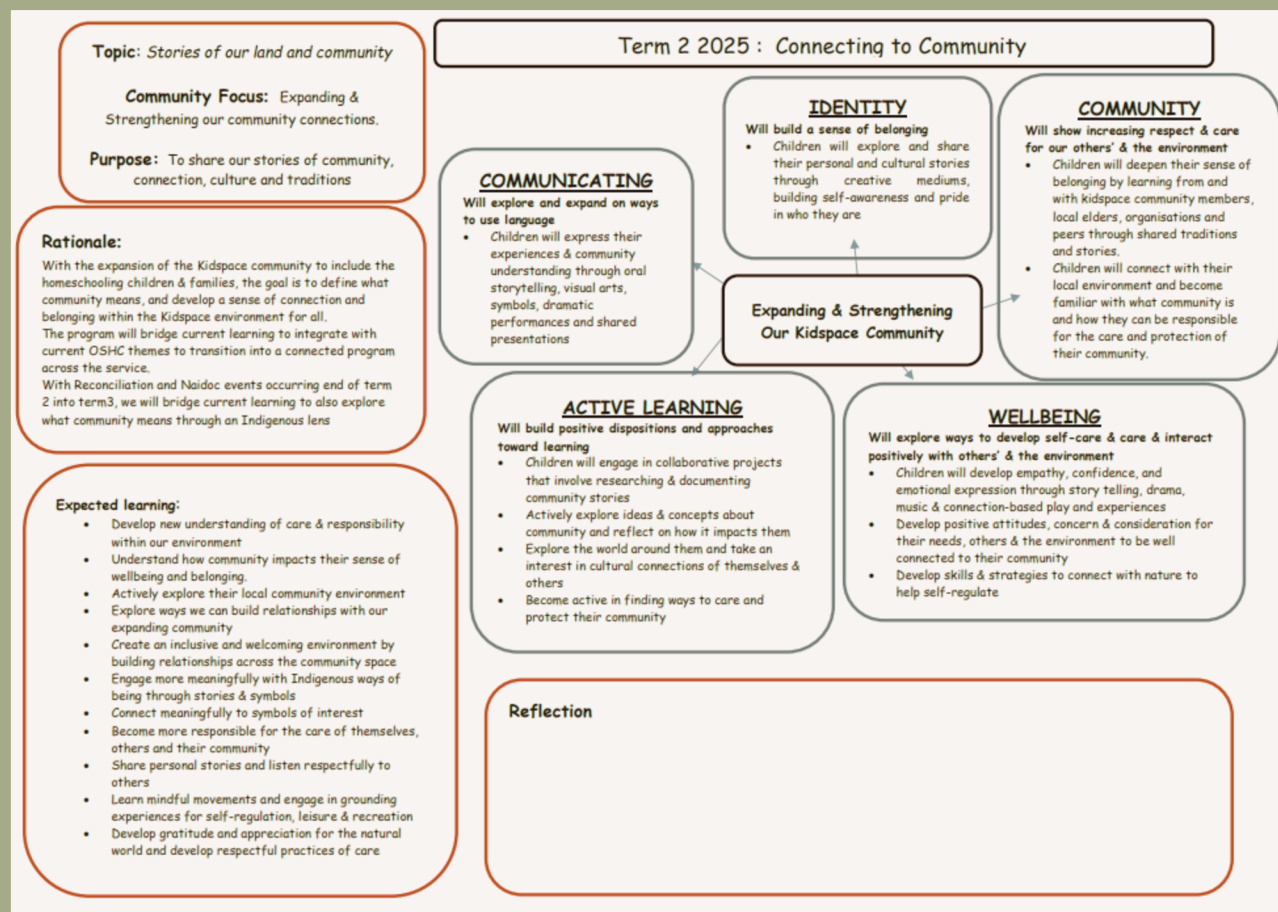 Topic: Stories of our land and community
Community Focus: Expanding &
Strengthening our community connections.
Purpose: To share our stories of community,
connection, culture and traditions
Rationale:
With the expansion of the Kidspace community to include the
homeschooling children & families, the goal is to define what
community means, and develop a sense of connection and
belonging within the Kidspace environment for all.
The program will bridge current learning to integrate with
current OSHC themes to transition into a connected program
across the service.
With Reconciliation and Naidoc events occurring end of term
2 into term3, we will bridge current learning to also explore
what community means through an Indigenous lens
Expected learning:
• Develop new understanding of care & responsibility
within our environment
• Understand how community impacts their sense of
wellbeing and belonging.
• Actively explore their local community environment
• Explore ways we can build relationships with our
expanding community
• Create an inclusive and welcoming environment by
building relationships across the community space
• Engage more meaningfully with Indigenous ways of
being through stories & symbols
• Connect meaningfully to symbols of interest
• Become more responsible for the care of themselves,
others and their community
• Share personal stories and listen respectfully to
others
• Learn mindful movements and engage in grounding
experiences for self-regulation, leisure & recreation
• Develop gratitude and appreciation for the natural
world and develop respectful practices of care
Term 2 2025 : Connecting to Community
COMMUNICATING
Will explore and expand on ways
to use language
• Children will express their
experiences & community
understanding through oral
storytelling, visual arts,
symbols, dramatic
performances and shared
presentations
IDENTITY
Will build a sense of belonging
• Children will explore and share
their personal and cultural stories
through creative mediums,
building self-awareness and pride
in who they are
COMMUNITY
Will show increasing respect & care
for our others' & the environment
• Children will deepen their sense of
belonging by learning from and
with kidspace community members,
local elders, organisations and
peers through shared traditions
and stories.
• Children will connect with their
local environment and become
familiar with what community is
and how they can be responsible
for the care and protection of
their community.
Expanding & Strengthening
Our Kidspace Community
ACTIVE LEARNING
Will build positive dispositions and approaches
toward learning
• Children will engage in collaborative projects
that involve researching & documenting
community stories
• Actively explore ideas & concepts about
community and reflect on how it impacts them
• Explore the world around them and take an
interest in cultural connections of themselves &
others
• Become active in finding ways to care and
protect their community
WELLBEING
Will explore ways to develop self-care & care & interact
positively with others' & the environment
• Children will develop empathy, confidence, and
emotional expression through story telling, drama,
music & connection-based play and experiences
• Develop positive attitudes, concern & consideration for
their needs, others & the environment to be well
connected to their community
• Develop skills & strategies to connect with nature to
help self-regulate
Reflection